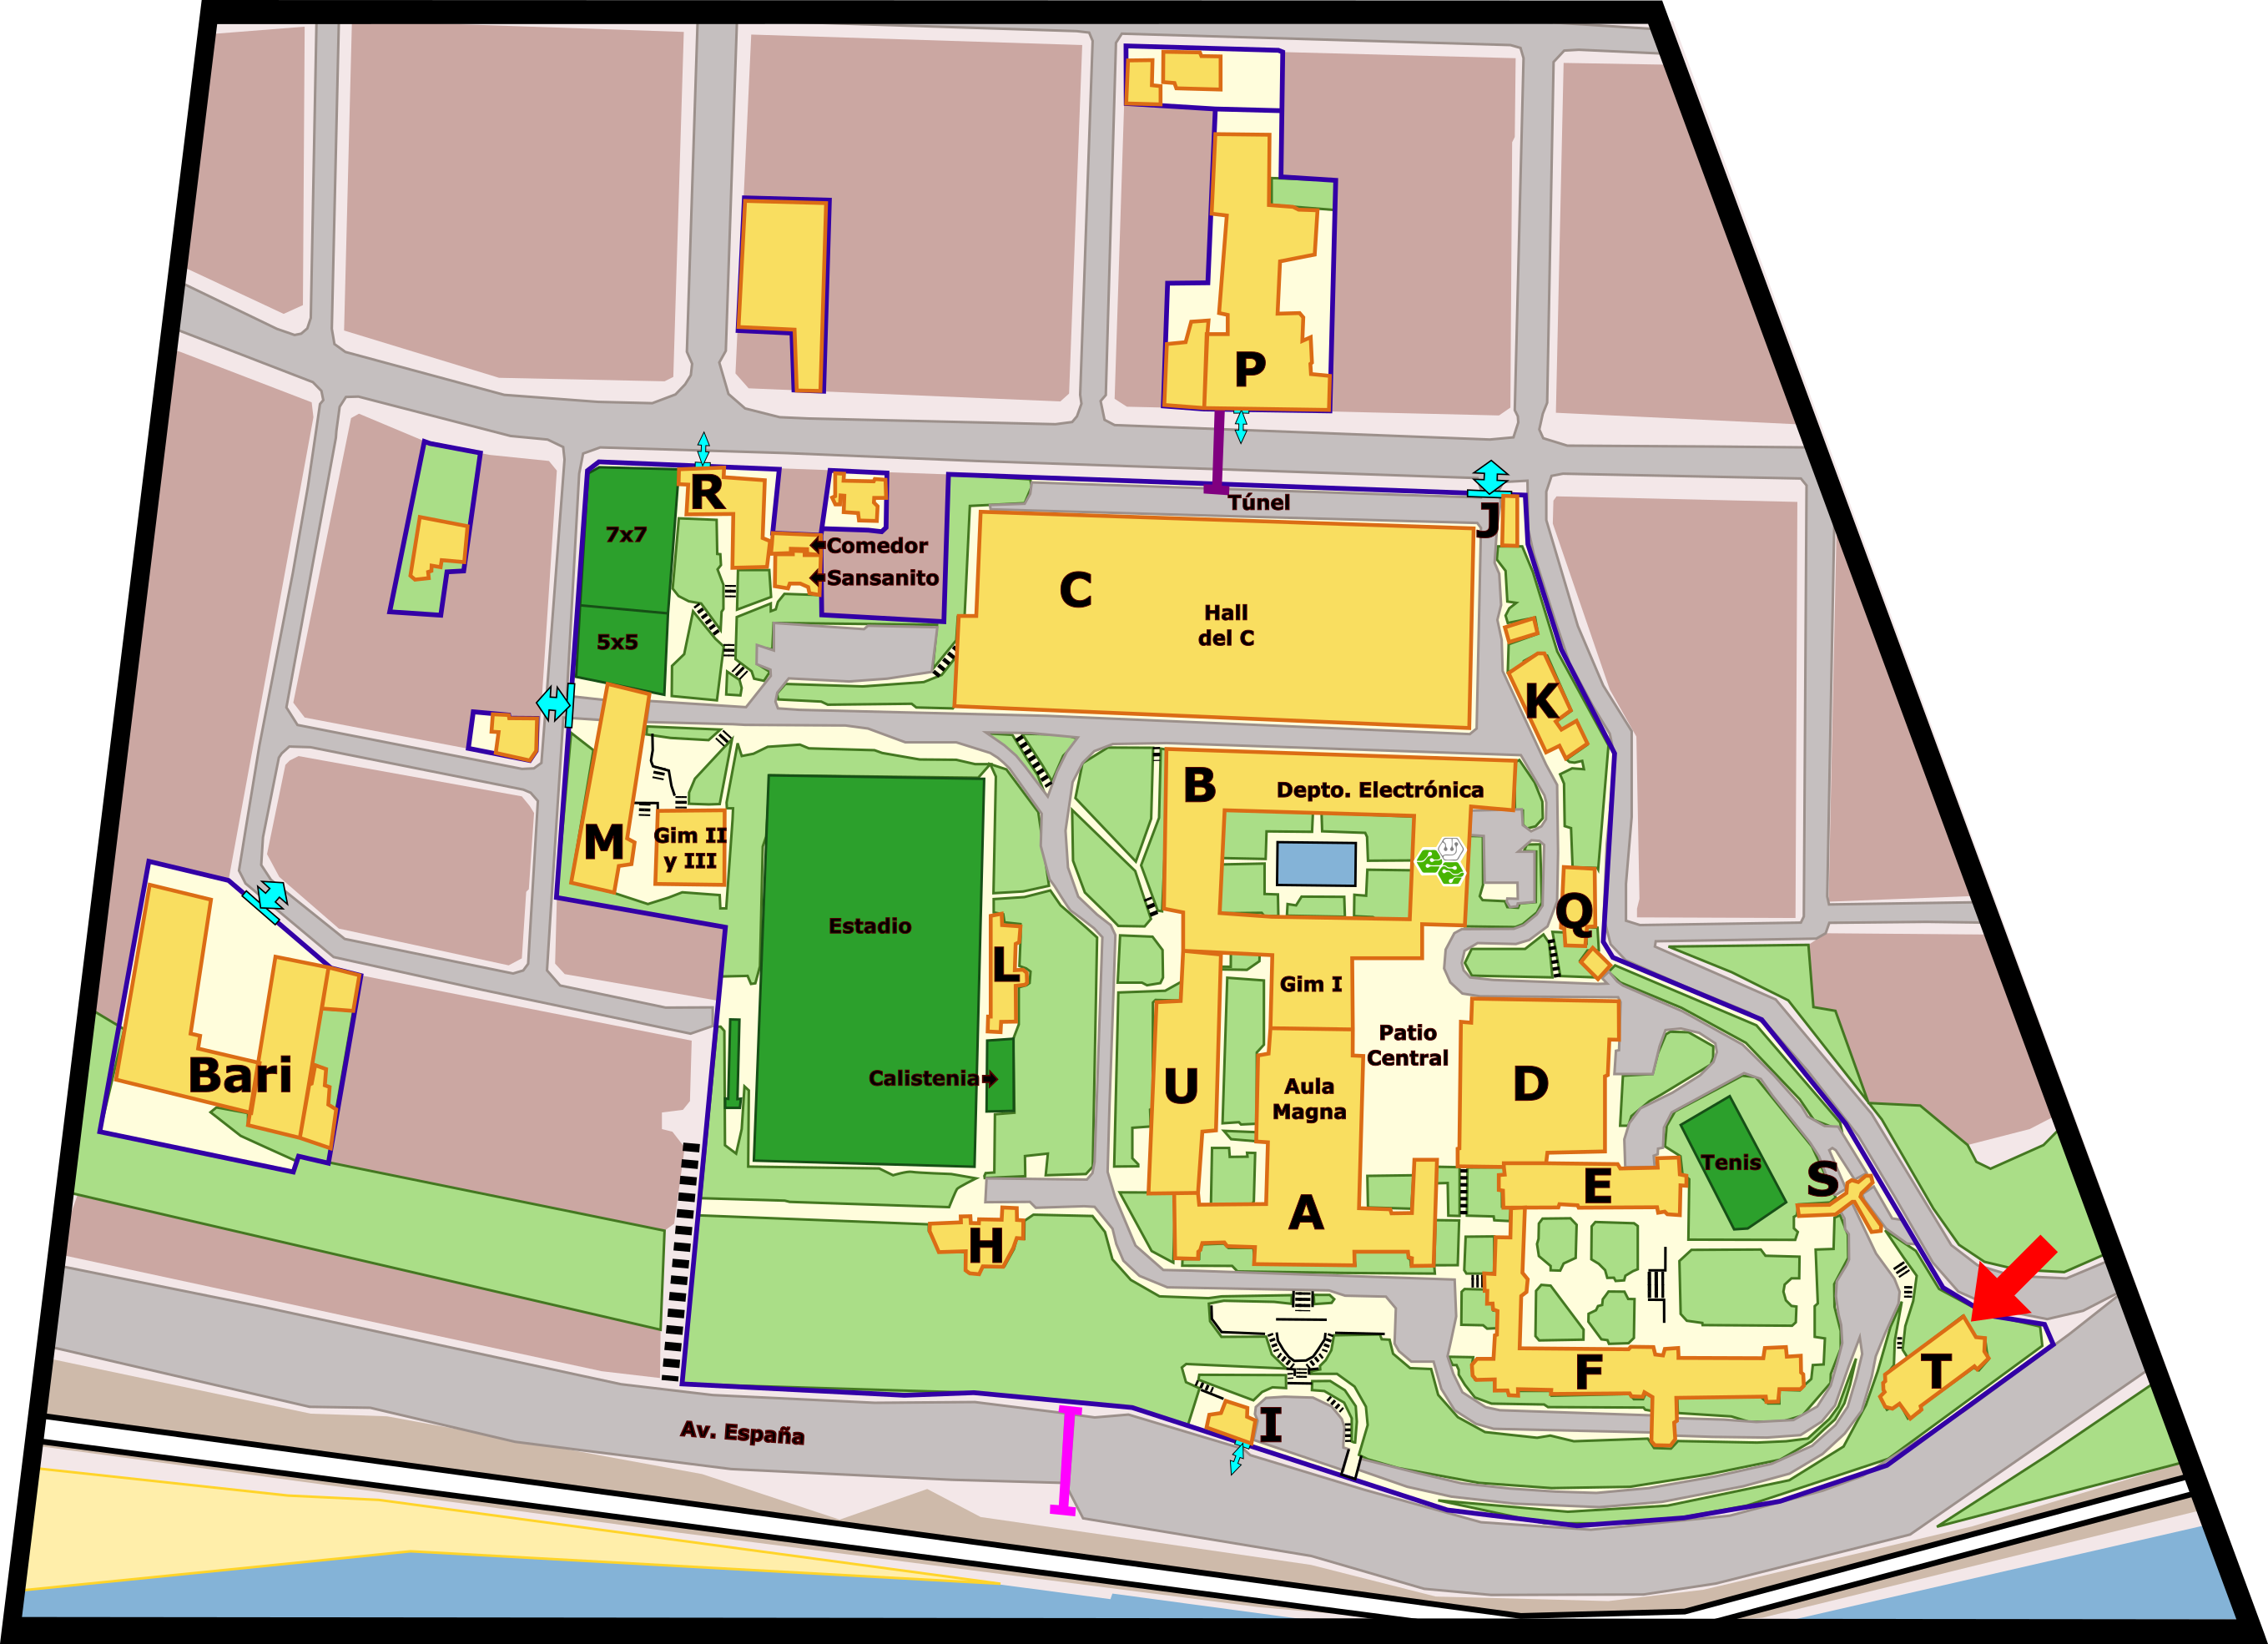 P
R
Túnel
J
7x7
Comedor
Sansanito
C
Hall
del C
5x5
K
B
Depto. Electrónica
M
Gim II
y III
Q
Estadio
L
Gim I
Patio
Central
Bari
Calistenia
U
Aula
Magna
D
Tenis
S
E
A
H
T
F
I
Av. España